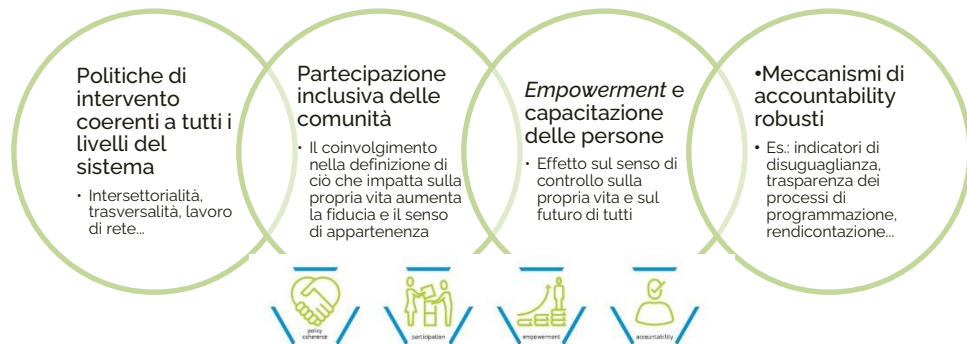 Politiche di
intervento
coerenti a tutti i
livelli del
sistema
• Intersettorialità,
trasversalità, lavoro
di rete...
Partecipazione
inclusiva delle
comunità
• Il coinvolgimento
nella definizione di
ciò che impatta sulla
propria vita aumenta
la fiducia e il senso
di appartenenza
Empowerment e
capacitazione
delle persone
• Effetto sul senso di
controllo sulla
propria vita e sul
futuro di tutti
•Meccanismi di
accountability
robusti
• Es.: indicatori di
disuguaglianza,
trasparenza dei
processi di
programmazione,
rendicontazione...
policy
coherence
participation
empowerment
accountability